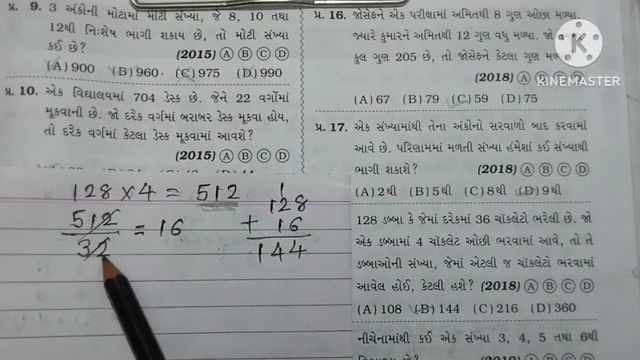 પ્ર. 9. 3 અંકોની મોટામાં મોટી સંખ્યા, જે 8, 10 તથા
12થી નિઃશેષ ભાગી શકાય છે, તો મોટી સંખ્યા
કઈ છે?
(2015) Ⓐ Ⓑ Ⓒ Ⓓ
(A) 900 (B) 960 (C) 975 (D) 990
પ્ર. 10. એક વિદ્યાલયમાં 704 ડેસ્ક છે. જેને 22 વર્ગોમાં
મૂકવાની છે. જો દરેક વર્ગમાં બરાબર ડેસ્ક મૂકવા હોય,
તો દરેક વર્ગમાં કેટલા ડેસ્ક મૂકવામાં આવશે?
(2015) Ⓐ Ⓑ Ⓒ Ⓓ
128 × 4 = 512
512
32
= 16
1
128
+ 16
144
પ્ર. 16. જોસેફને એક પરીક્ષામાં અમિતથી 8 ગુણ ઓછા મળ્યા.
જ્યારે કુમારને અમિતથી 12 ગુણ વધુ મળ્યા. જો
કુલ ગુણ 205 છે, તો જોસેફને કેટલા ગુણ
(2018) Ⓐ Ⓑ Ⓒ Ⓓ
(A) 67 (B) 79 (C) 59 (D) 75
KINEMASTER
પ્ર. 17. એક સંખ્યામાંથી તેના અંકોનો સરવાળો બાદ કરવામાં
આવે છે. પરિણામમાં મળતી સંખ્યા હંમેશાં કઈ સંખ્યાથી
ભાગી શકાશે? (2018) Ⓐ Ⓑ Ⓒ Ⓓ
(A) 2થી (B) 5થી (C) 8થી (D) 9થી
128 ડબ્બા કે જેમાં દરેકમાં 36 ચૉકલેટો ભરેલી છે. જો
એક ડબ્બામાં 4 ચૉકલેટ ઓછી ભરવામાં આવે, તો તે
ડબ્બાઓની સંખ્યા, જેમાં એટલી જ ચૉકલેટો ભરવામાં
આવેલ હોઈ, કેટલી હશે? Ⓐ Ⓑ Ⓒ Ⓓ
(A) 108 (B) 144 (C) 216 (D) 360
નીચેનામાંથી કઈ એક સંખ્યા 3, 4, 5 તથા 6થી